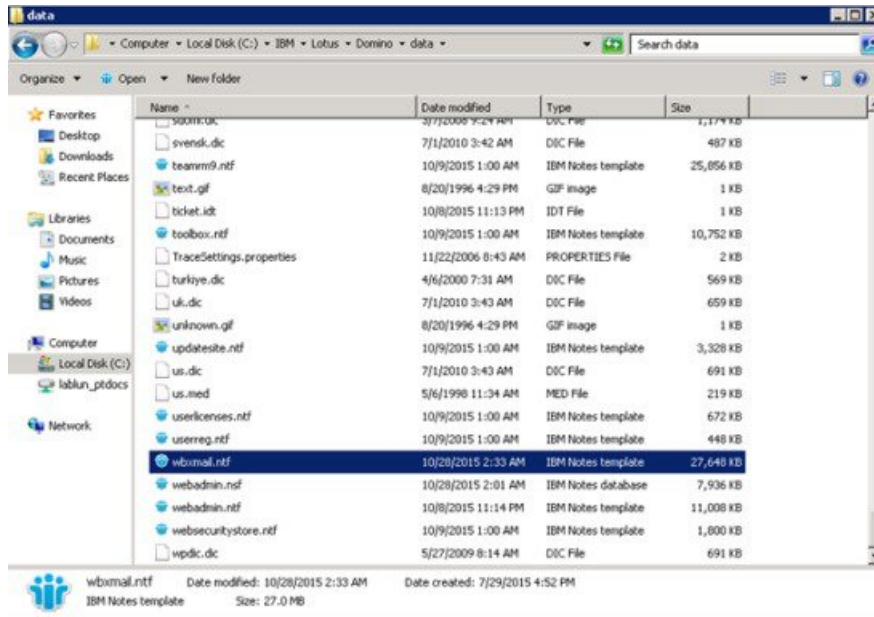 data
Computer Local Disk (C:) IBM Lotus Domino data Search data
Organize Open New folder
Name Date modified Type Size
suomi.dic 3/7/2008 9:24 AM DIC File 1,174 KB
svensk.dic 7/1/2010 3:42 AM DIC File 487 KB
teamrm9.ntf 10/9/2015 1:00 AM IBM Notes template 25,856 KB
text.gif 8/20/1996 4:29 PM GIF image 1 KB
ticket.idt 10/8/2015 11:13 PM IDT File 1 KB
toolbox.ntf 10/9/2015 1:00 AM IBM Notes template 10,752 KB
TraceSettings.properties 11/22/2006 8:43 AM PROPERTIES File 2 KB
turkiye.dic 4/6/2000 7:31 AM DIC File 569 KB
uk.dic 7/1/2010 3:43 AM DIC File 659 KB
unknown.gif 8/20/1996 4:29 PM GIF image 1 KB
updatesite.ntf 10/9/2015 1:00 AM IBM Notes template 3,328 KB
us.dic 7/1/2010 3:43 AM DIC File 691 KB
us.med 5/6/1998 11:34 AM MED File 219 KB
userlicenses.ntf 10/9/2015 1:00 AM IBM Notes template 672 KB
userreg.ntf 10/9/2015 1:00 AM IBM Notes template 448 KB
wbxmail.ntf 10/28/2015 2:33 AM IBM Notes template 27,648 KB
webadmin.nsf 10/28/2015 2:01 AM IBM Notes database 7,936 KB
webadmin.ntf 10/8/2015 11:14 PM IBM Notes template 11,008 KB
websecuritystore.ntf 10/9/2015 1:00 AM IBM Notes template 1,800 KB
wpdic.dic 5/27/2009 8:14 AM DIC File 691 KB
Favorites
Desktop
Downloads
Recent Places
Libraries
Documents
Music
Pictures
Videos
Computer
Local Disk (C:)
lablun_ptdocs
Network
wbxmail.ntf Date modified: 10/28/2015 2:33 AM Date created: 7/29/2015 4:52 PM
IBM Notes template Size: 27.0 MB